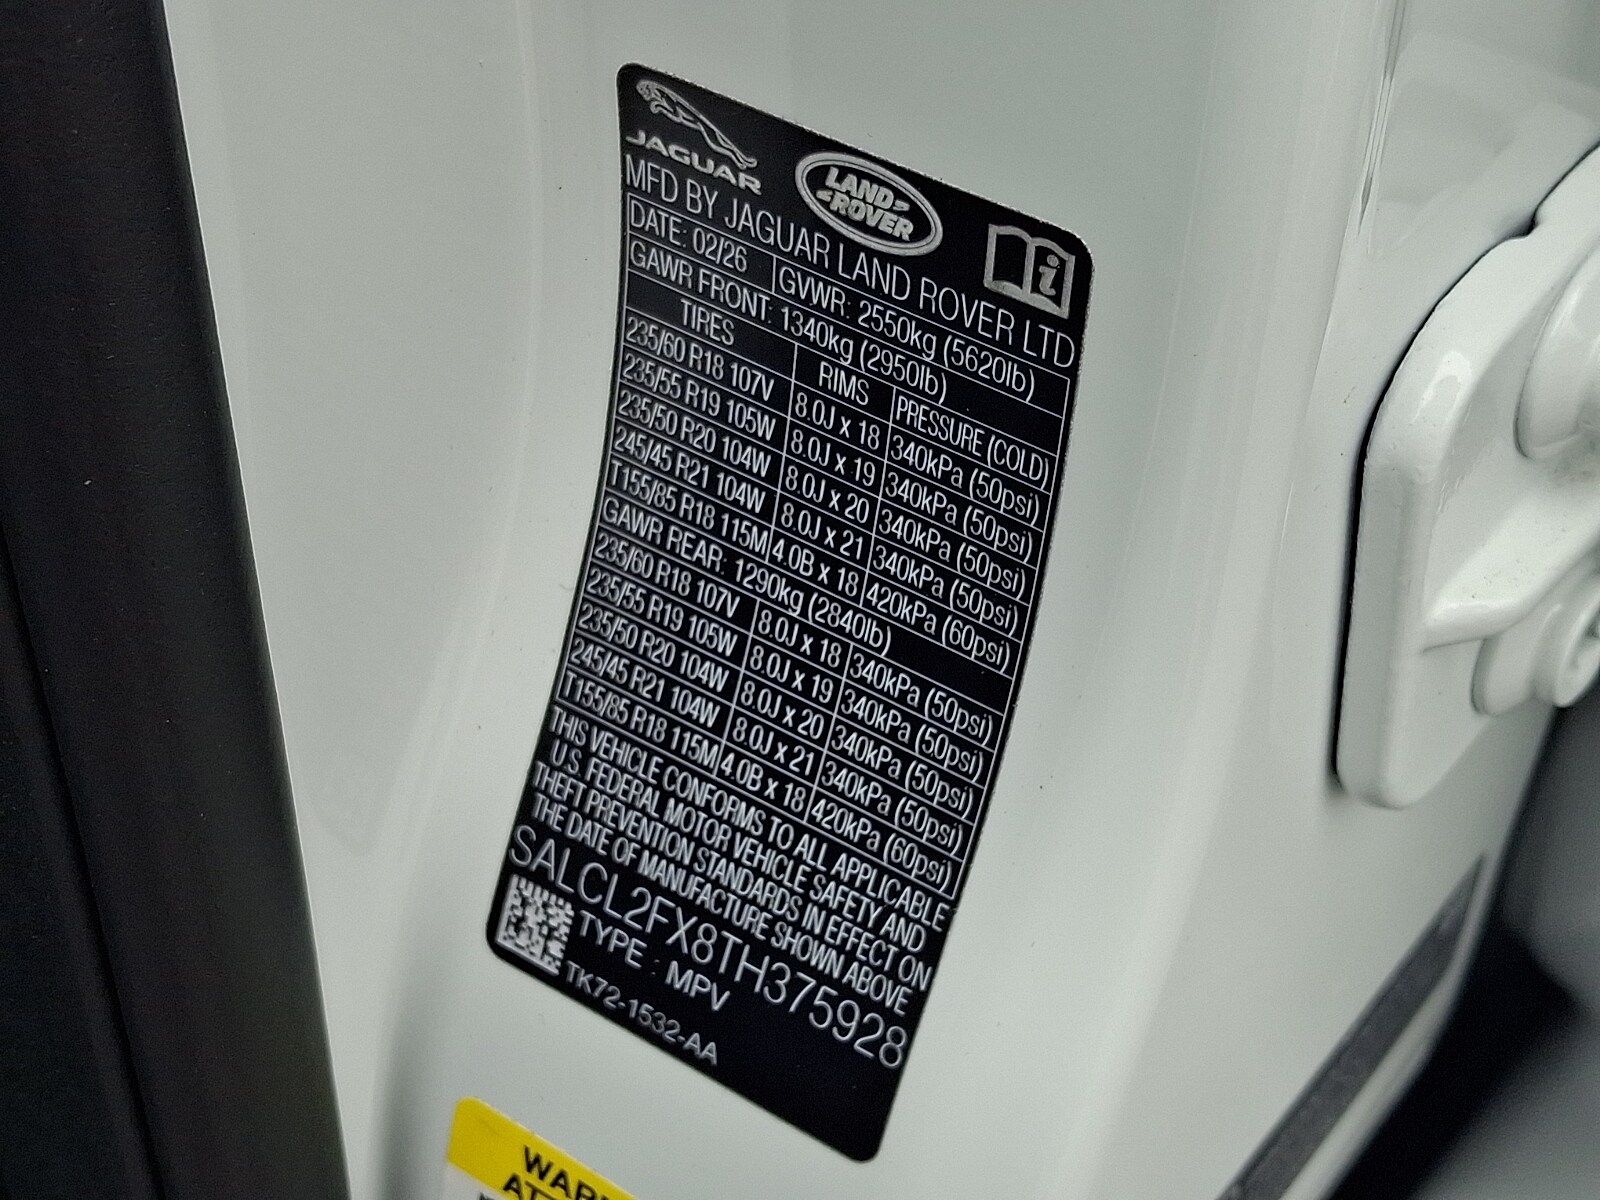 JAGUAR
LAND
ROVER
i
MFD BY JAGUAR LAND ROVER LTD
DATE: 02/26 GVWR: 2550kg (5620lb)
GAWR FRONT: 1340kg (2950lb)
TIRES RIMS PRESSURE (COLD)
235/60 R18 107V 8.0J x 18 340kPa (50psi)
235/55 R19 105W 8.0J x 19 340kPa (50psi)
235/50 R20 104W 8.0J x 20 340kPa (50psi)
245/45 R21 104W 8.0J x 21 340kPa (50psi)
T155/85 R18 115M 4.0B x 18 420kPa (60psi)
GAWR REAR: 1290kg (2840lb)
235/60 R18 107V 8.0J x 18 340kPa (50psi)
235/55 R19 105W 8.0J x 19 340kPa (50psi)
235/50 R20 104W 8.0J x 20 340kPa (50psi)
245/45 R21 104W 8.0J x 21 340kPa (50psi)
T155/85 R18 115M 4.0B x 18 420kPa (60psi)
THIS VEHICLE CONFORMS TO ALL APPLICABLE
U.S. FEDERAL MOTOR VEHICLE SAFETY AND
THEFT PREVENTION STANDARDS IN EFFECT ON
THE DATE OF MANUFACTURE SHOWN ABOVE
SALCL2FX8TH375928
TYPE : MPV
TK72-1532-AA